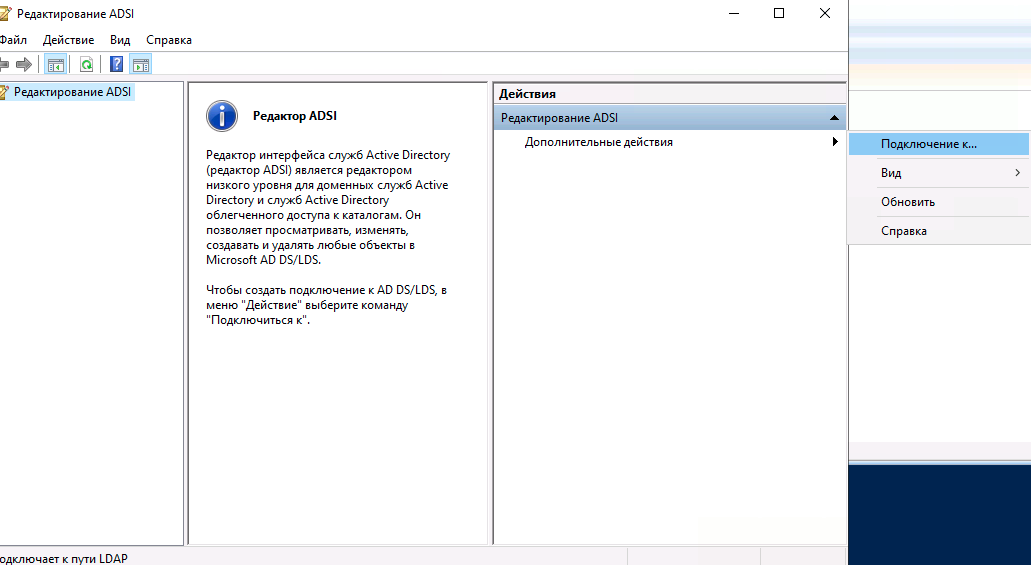 Редактирование ADSI
Файл Действие Вид Справка
Редактирование ADSI
Редактор ADSI
Редактор интерфейса служб Active Directory
(редактор ADSI) является редактором
низкого уровня для доменных служб Active
Directory и служб Active Directory
облегченного доступа к каталогам. Он
позволяет просматривать, изменять,
создавать и удалять любые объекты в
Microsoft AD DS/LDS.
Чтобы создать подключение к AD DS/LDS, в
меню "Действие" выберите команду
"Подключиться к".
Действия
Редактирование ADSI
Дополнительные действия
Подключение к...
Вид
Обновить
Справка
одключает к пути LDAP